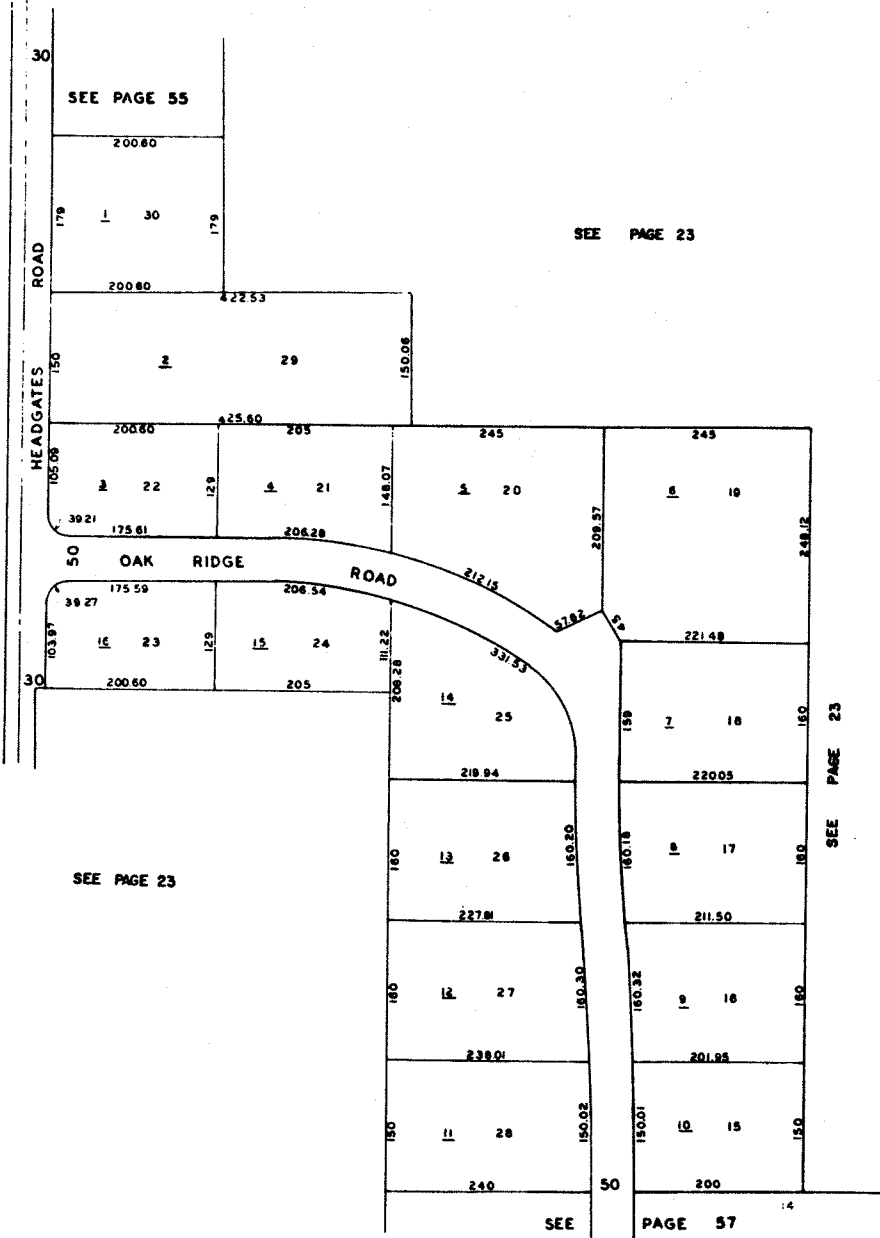 30
SEE PAGE 55
200.60
179 1 30 179
SEE PAGE 23
HEADGATES ROAD
200.60 422.53
150 2 29 150.06
200.60 425.60 205 245 245
105.09 3 22 129 4 21 148.07 5 20 209.57 6 19 248.12
39.21 175.61 206.28
50 OAK RIDGE ROAD 212.15
175.59 206.54
39.27 57.82 45
103.97 16 23 129 15 24 111.22 331.53 221.48
30 200.60 205 208.28
14 25 159 7 18 160 SEE PAGE 23
219.94 220.05
SEE PAGE 23
160 13 26 160.20 160.18 8 17 160
227.81 211.50
160 12 27 160.30 160.32 9 16 160
238.01 201.95
150 11 28 150.02 150.01 10 15 150
240 50 200
14
SEE PAGE 57